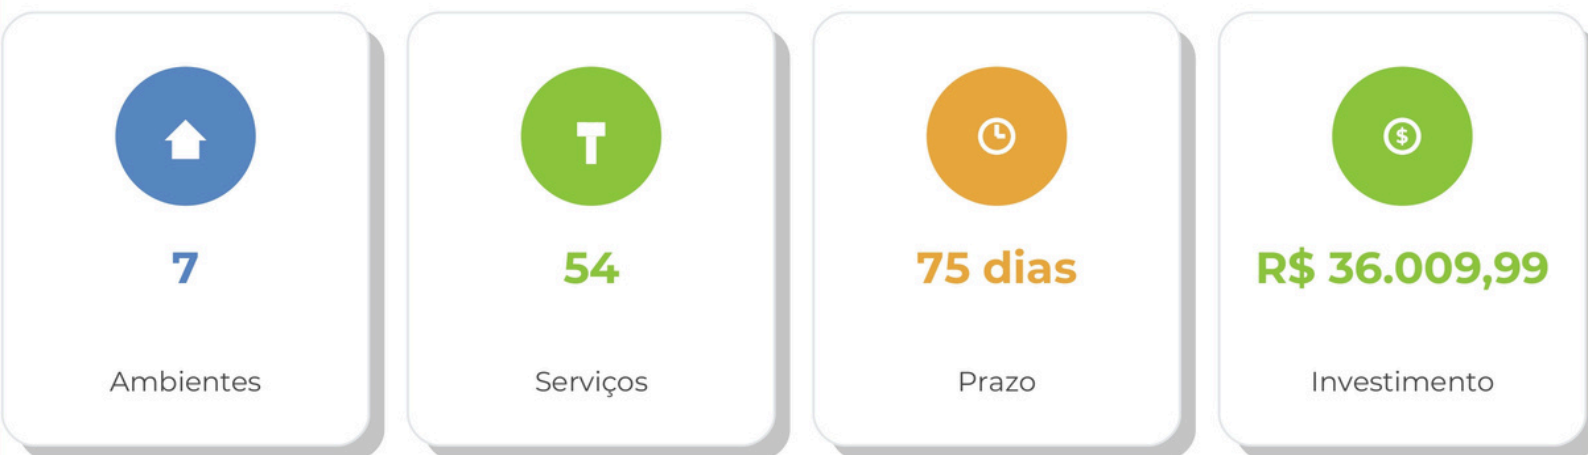 7
Ambientes
54
Serviços
75 dias
Prazo
$
R$ 36.009,99
Investimento